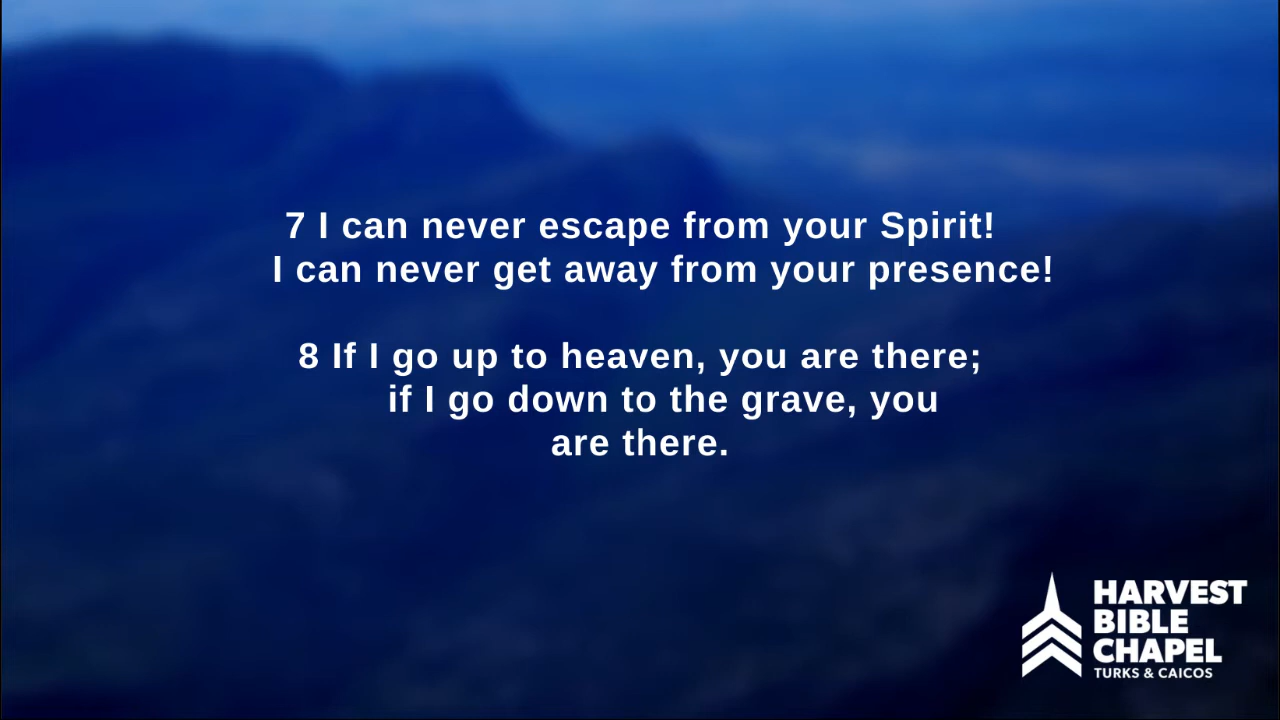 7 I can never escape from your Spirit!
I can never get away from your presence!
8 If I go up to heaven, you are there;
if I go down to the grave, you
are there.
HARVEST
BIBLE
CHAPEL
TURKS & CAICOS